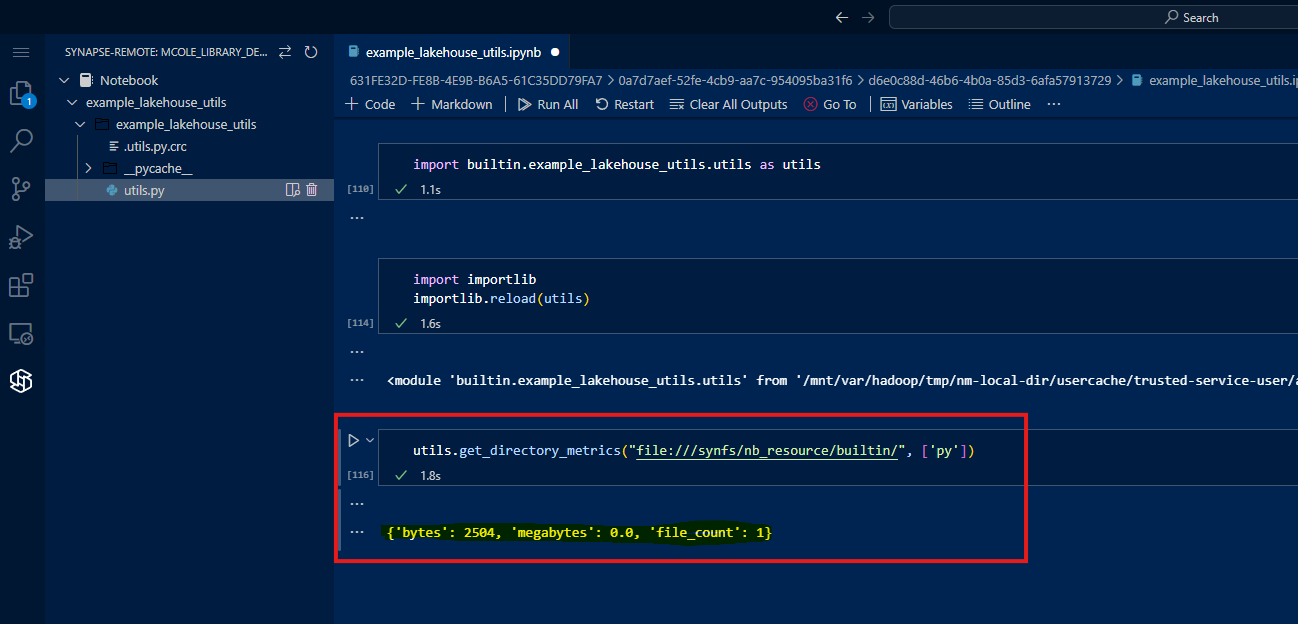 Search
SYNAPSE-REMOTE: MCOLE_LIBRARY_DE...
Notebook
example_lakehouse_utils
example_lakehouse_utils
.utils.py.crc
__pycache__
utils.py
1
example_lakehouse_utils.ipynb
631FE32D-FE8B-4E9B-B6A5-61C35DD79FA7 > 0a7d7aef-52fe-4cb9-aa7c-954095ba31f6 > d6e0c88d-46b6-4b0a-85d3-6afa57913729 > example_lakehouse_utils.ip
+ Code + Markdown Run All Restart Clear All Outputs Go To Variables Outline ...
import builtin.example_lakehouse_utils.utils as utils
[110] ✓ 1.1s
...
import importlib
importlib.reload(utils)
[114] ✓ 1.6s
...
... <module 'builtin.example_lakehouse_utils.utils' from '/mnt/var/hadoop/tmp/nm-local-dir/usercache/trusted-service-user/a
utils.get_directory_metrics("file:///synfs/nb_resource/builtin/", ['py'])
[116] ✓ 1.8s
...
... {'bytes': 2504, 'megabytes': 0.0, 'file_count': 1}